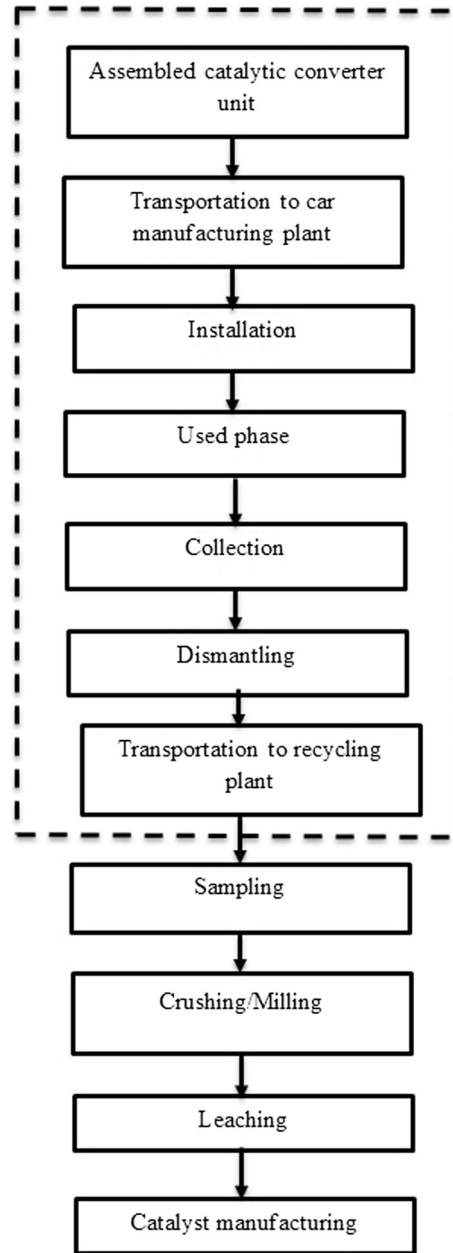 Assembled catalytic converter
unit
Transportation to car
manufacturing plant
Installation
Used phase
Collection
Dismantling
Transportation to recycling
plant
Sampling
Crushing/Milling
Leaching
Catalyst manufacturing